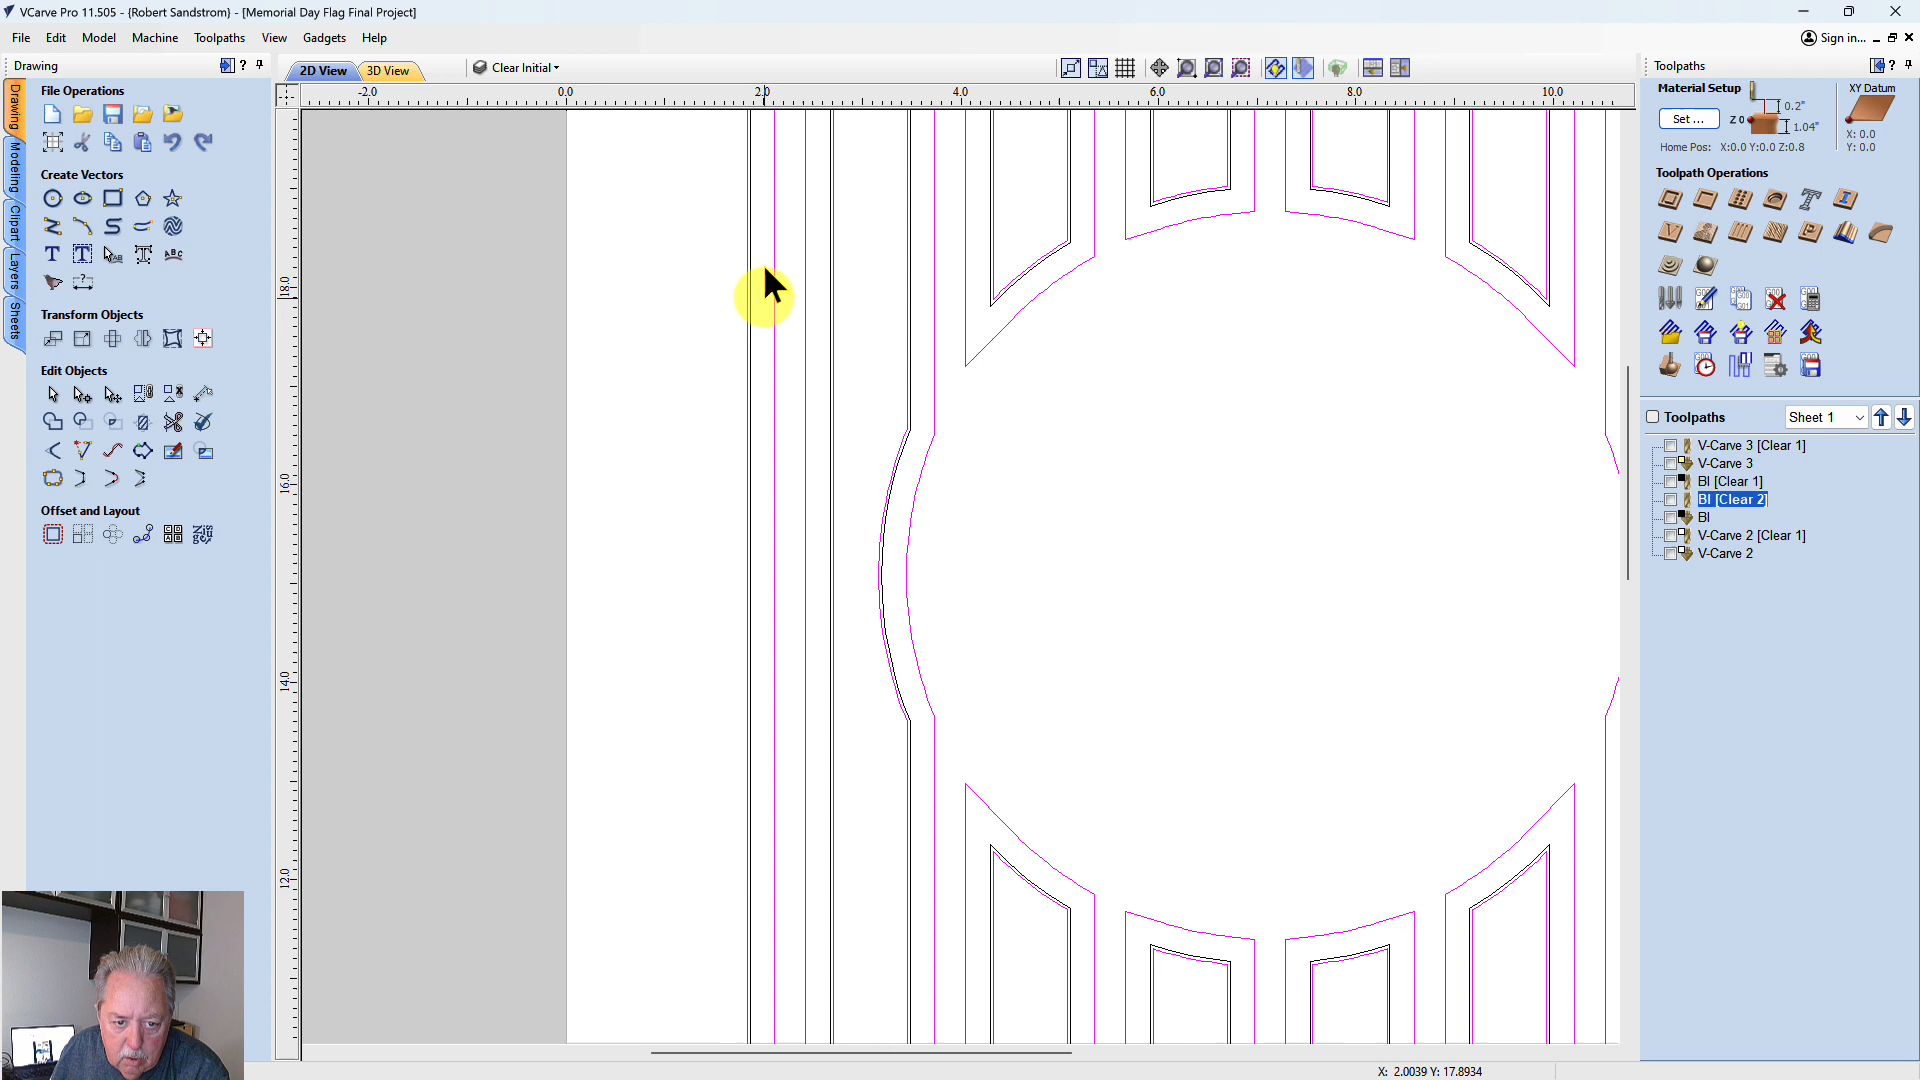 VCarve Pro 11.505 - {Robert Sandstrom} - [Memorial Day Flag Final Project]
File Edit Model Machine Toolpaths View Gadgets Help
Sign in...
Drawing
2D View 3D View
Clear Initial
Toolpaths
File Operations
-2.0 0.0 2.0 4.0 6.0 8.0 10.0
Material Setup
XY Datum
Set ...
Z 0
0.2"
1.04"
X: 0.0
Y: 0.0
Home Pos: X:0.0 Y:0.0 Z:0.8
Drawing
Modeling
Clipart
Layers
Sheets
Create Vectors
Toolpath Operations
Transform Objects
Edit Objects
Offset and Layout
18.0
16.0
14.0
12.0
Toolpaths
Sheet 1
V-Carve 3 [Clear 1]
V-Carve 3
BI [Clear 1]
BI [Clear 2]
BI
V-Carve 2 [Clear 1]
V-Carve 2
X: 2.0039 Y: 17.8934